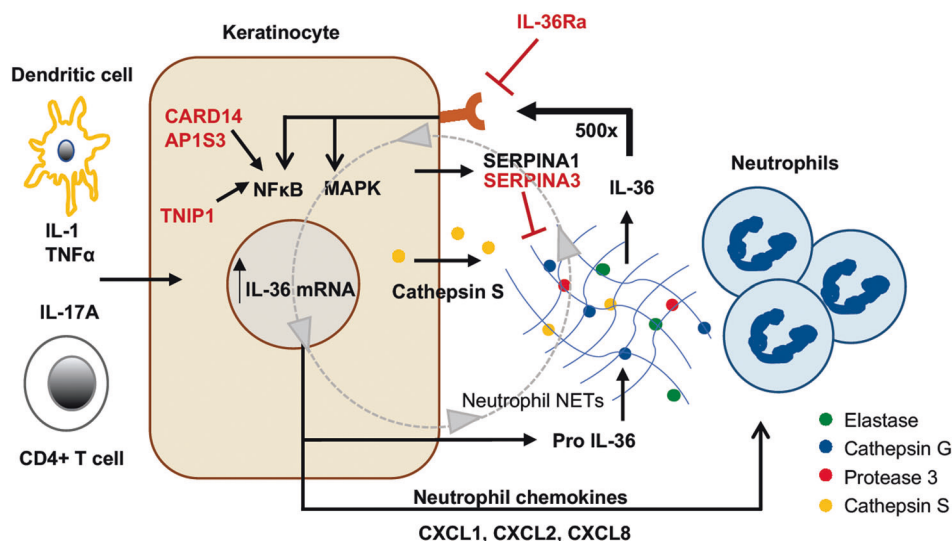 IL-36Ra
Keratinocyte
Dendritic cell
CARD14
AP1S3
500x
SERPINA1
SERPINA3
Neutrophils
NFκB
MAPK
IL-36
TNIP1
IL-1
TNFα
IL-36 mRNA
Cathepsin S
IL-17A
Neutrophil NETs
Pro IL-36
CD4+ T cell
Elastase
Cathepsin G
Protease 3
Cathepsin S
Neutrophil chemokines
CXCL1, CXCL2, CXCL8